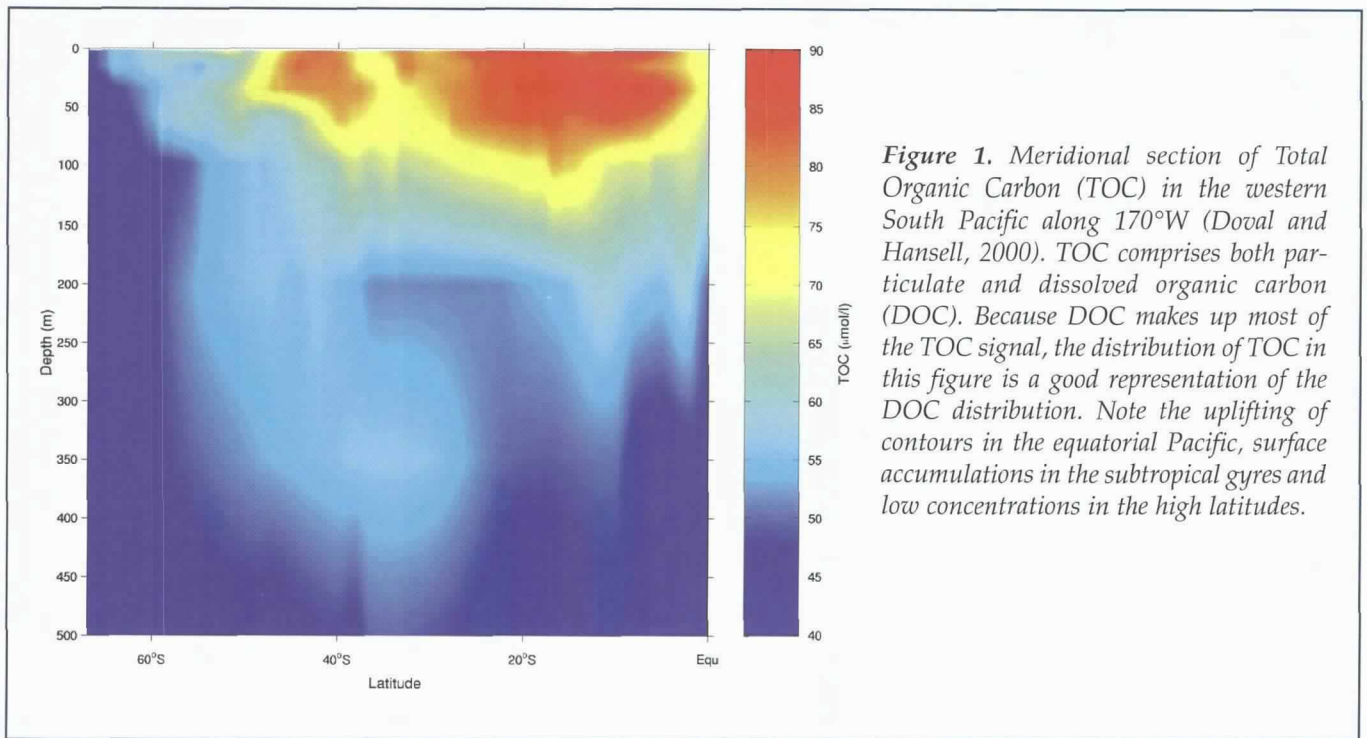 0
50
100
150
200
250
300
350
400
450
500
Depth (m)
60°S
40°S
20°S
Equ
Latitude
90
85
80
75
70
65
60
55
50
45
40
TOC (µmol/l)
Figure 1. Meridional section of Total
Organic Carbon (TOC) in the western
South Pacific along 170°W (Doval and
Hansell, 2000). TOC comprises both par-
ticulate and dissolved organic carbon
(DOC). Because DOC makes up most of
the TOC signal, the distribution of TOC in
this figure is a good representation of the
DOC distribution. Note the uplifting of
contours in the equatorial Pacific, surface
accumulations in the subtropical gyres and
low concentrations in the high latitudes.